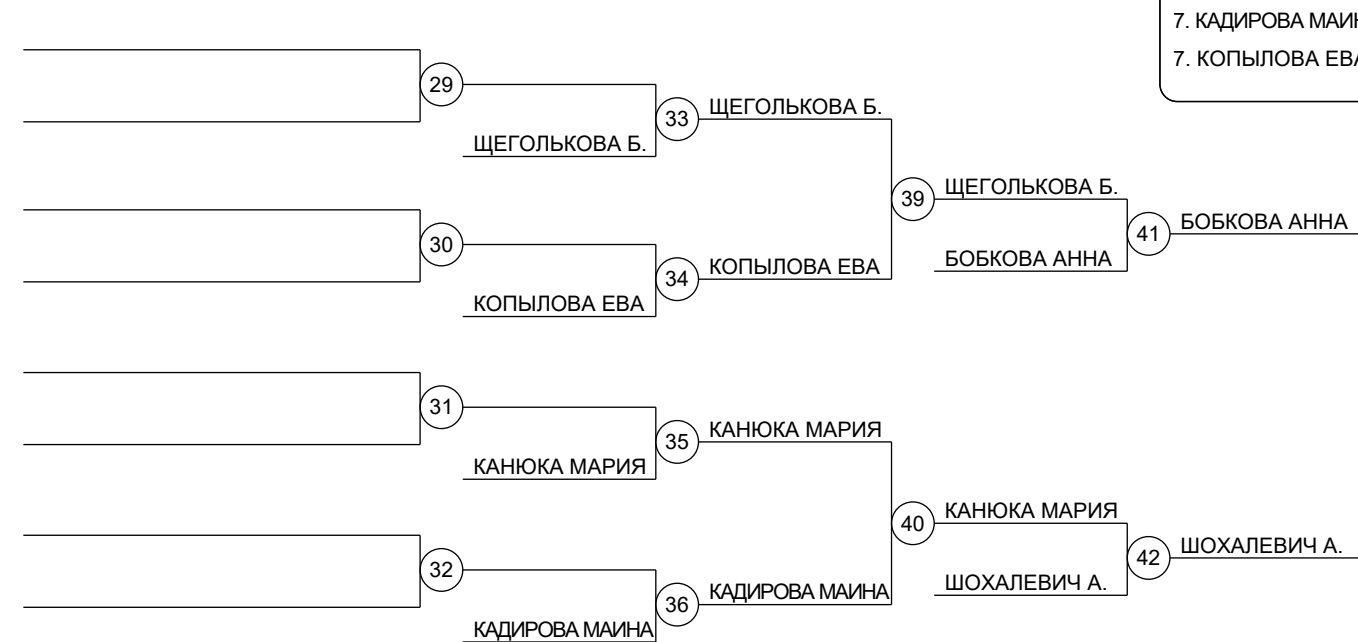 7. КАДИРОВА МАИН
7. КОПЫЛОВА ЕВА
29
33
ЩЕГОЛЬКОВА Б.
ЩЕГОЛЬКОВА Б.
39
ЩЕГОЛЬКОВА Б.
41
БОБКОВА АННА
30
БОБКОВА АННА
34
КОПЫЛОВА ЕВА
КОПЫЛОВА ЕВА
31
35
КАНЮКА МАРИЯ
КАНЮКА МАРИЯ
40
КАНЮКА МАРИЯ
42
ШОХАЛЕВИЧ А.
32
ШОХАЛЕВИЧ А.
36
КАДИРОВА МАИНА
КАДИРОВА МАИНА